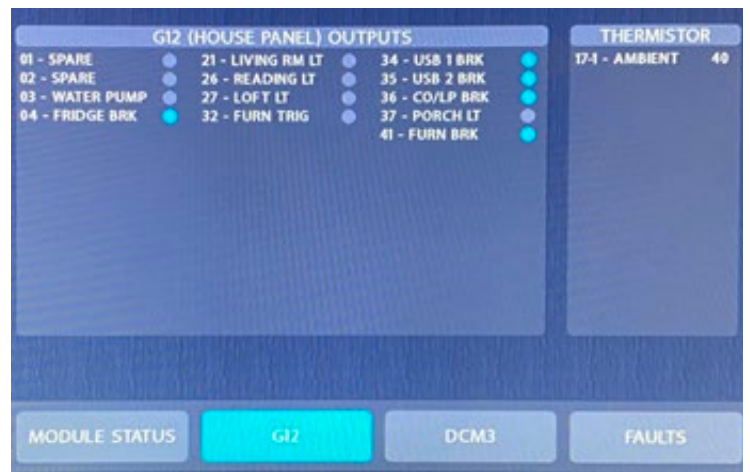 G12 (HOUSE PANEL) OUTPUTS
01 - SPARE
02 - SPARE
03 - WATER PUMP
04 - FRIDGE BRK
21 - LIVING RM LT
26 - READING LT
27 - LOFT LT
32 - FURN TRIG
34 - USB 1 BRK
35 - USB 2 BRK
36 - CO/LP BRK
37 - PORCH LT
41 - FURN BRK
THERMISTOR
17-1 - AMBIENT 40
MODULE STATUS
G12
DCM3
FAULTS